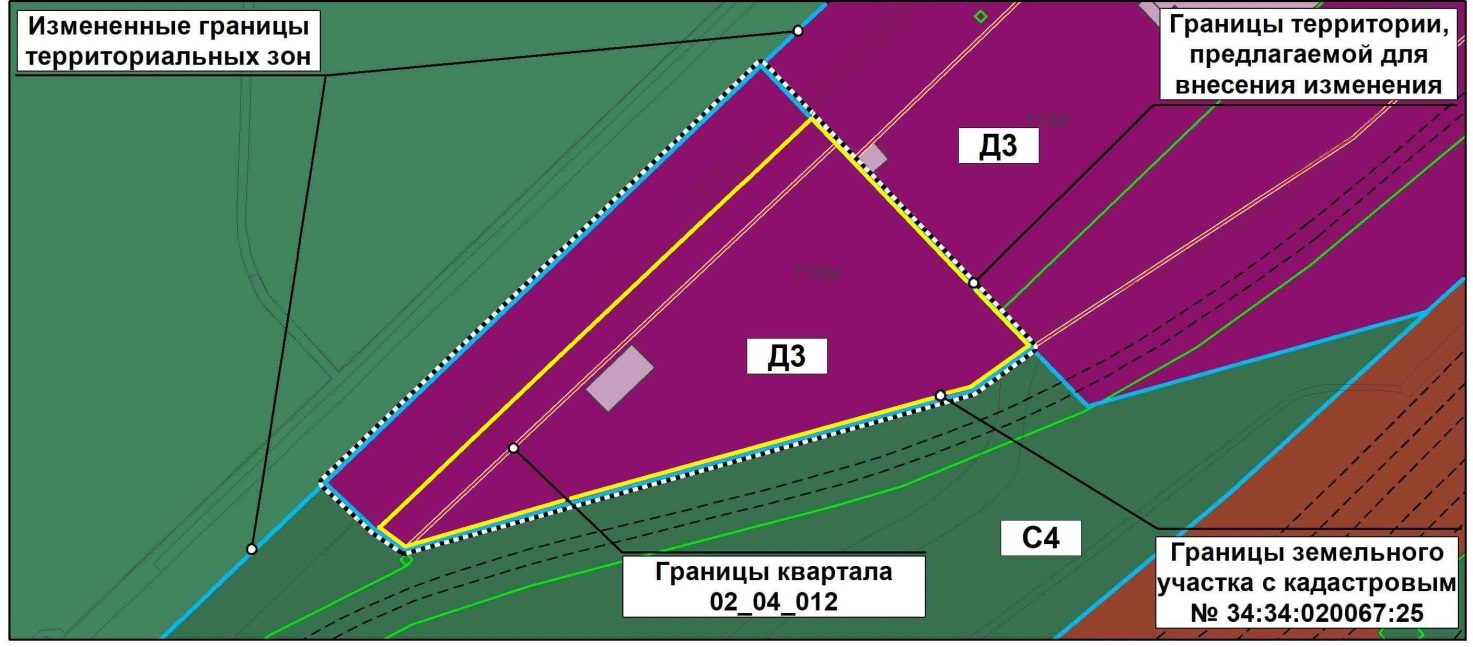 Измененные границы
территориальных зон
Границы территории,
предлагаемой для
внесения изменения
Д3
Д3
С4
Границы квартала
02_04_012
Границы земельного
участка с кадастровым
№ 34:34:020067:25